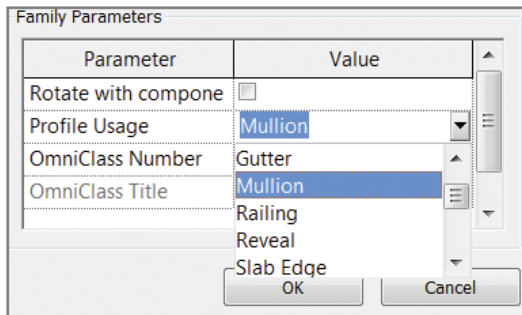 Family Parameters
Parameter Value
Rotate with compone
Profile Usage Mullion
OmniClass Number Gutter
OmniClass Title Mullion
Railing
Reveal
Slab Edge
OK Cancel